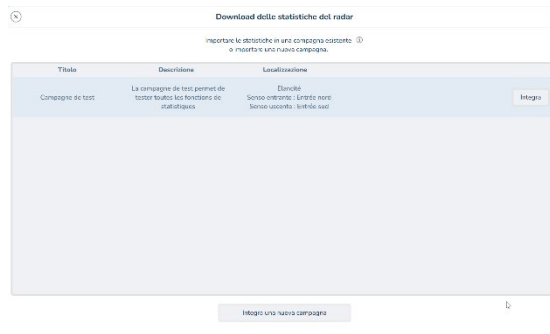 Download delle statistiche del radar
Importare le statistiche in una campagna esistente
o importare una nuova campagna.
Titolo Descrizione Localizzazione
La campagne de test permet de
tester toutes les fonctions de
statistiques
Campagne de test
Elancité
Senso entrante : Entrée nord
Senso uscente : Entrée sud
Integra
Integra una nuova campagna